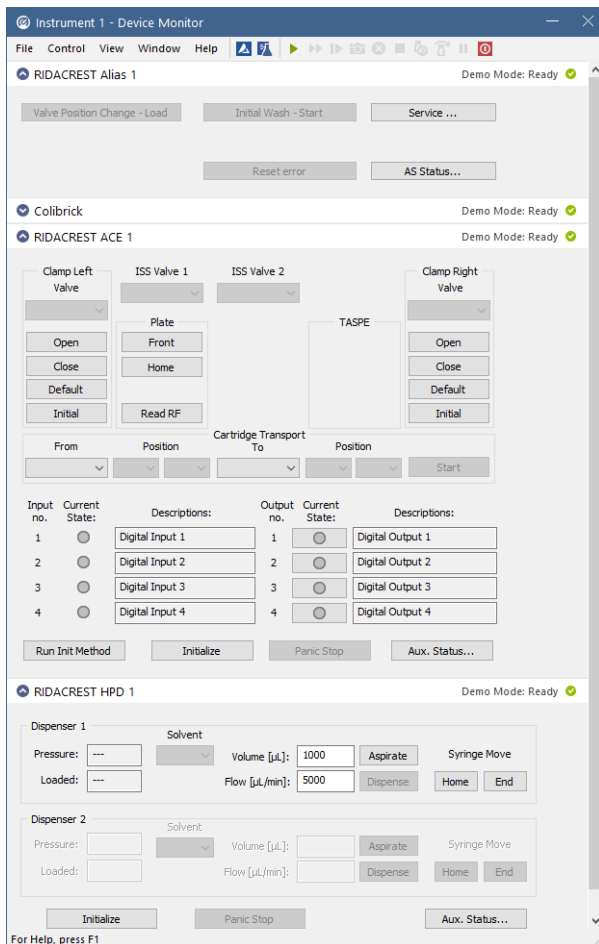 Instrument 1 - Device Monitor
File Control View Window Help
RIDACREST Alias 1 Demo Mode: Ready
Valve Position Change - Load Initial Wash - Start Service ...
Reset error AS Status...
Colibrick Demo Mode: Ready
RIDACREST ACE 1 Demo Mode: Ready
Clamp Left ISS Valve 1 ISS Valve 2 Clamp Right
Valve Valve
Plate TASPE
Open Front Open
Close Home Close
Default Default
Initial Read RF Initial
Cartridge Transport
From Position To Position
Start
Input no. Current State: Descriptions: Output no. Current State: Descriptions:
1 Digital Input 1 1 Digital Output 1
2 Digital Input 2 2 Digital Output 2
3 Digital Input 3 3 Digital Output 3
4 Digital Input 4 4 Digital Output 4
Run Init Method Initialize Panic Stop Aux. Status...
RIDACREST HPD 1 Demo Mode: Ready
Dispenser 1
Solvent
Pressure: --- Volume [µL]: 1000 Aspirate Syringe Move
Loaded: --- Flow [µL/min]: 5000 Dispense Home End
Dispenser 2
Solvent
Pressure: Volume [µL]: Aspirate Syringe Move
Loaded: Flow [µL/min]: Dispense Home End
Initialize Panic Stop Aux. Status...
For Help, press F1